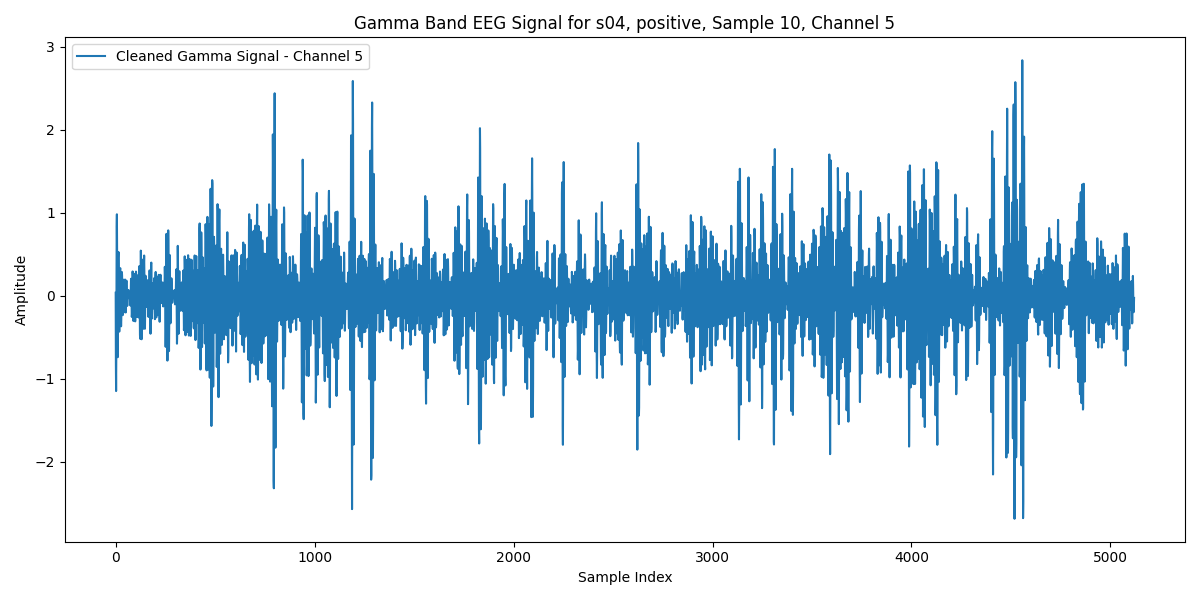 Gamma Band EEG Signal for s04, positive, Sample 10, Channel 5
Cleaned Gamma Signal - Channel 5
3
2
1
0
−1
−2
Amplitude
0 1000 2000 3000 4000 5000
Sample Index